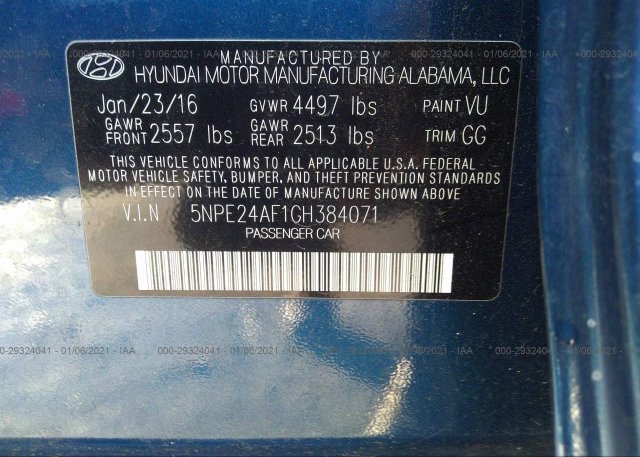 MANUFACTURED BY
HYUNDAI MOTOR MANUFACTURING ALABAMA, LLC
Jan/23/16 GVWR 4497 lbs PAINT VU
GAWR FRONT 2557 lbs GAWR REAR 2513 lbs TRIM GG
THIS VEHICLE CONFORMS TO ALL APPLICABLE U.S.A. FEDERAL
MOTOR VEHICLE SAFETY, BUMPER, AND THEFT PREVENTION STANDARDS
IN EFFECT ON THE DATE OF MANUFACTURE SHOWN ABOVE
V.I.N 5NPE24AF1GH384071
PASSENGER CAR
000-29324041 - 01/06/2021 - IAA